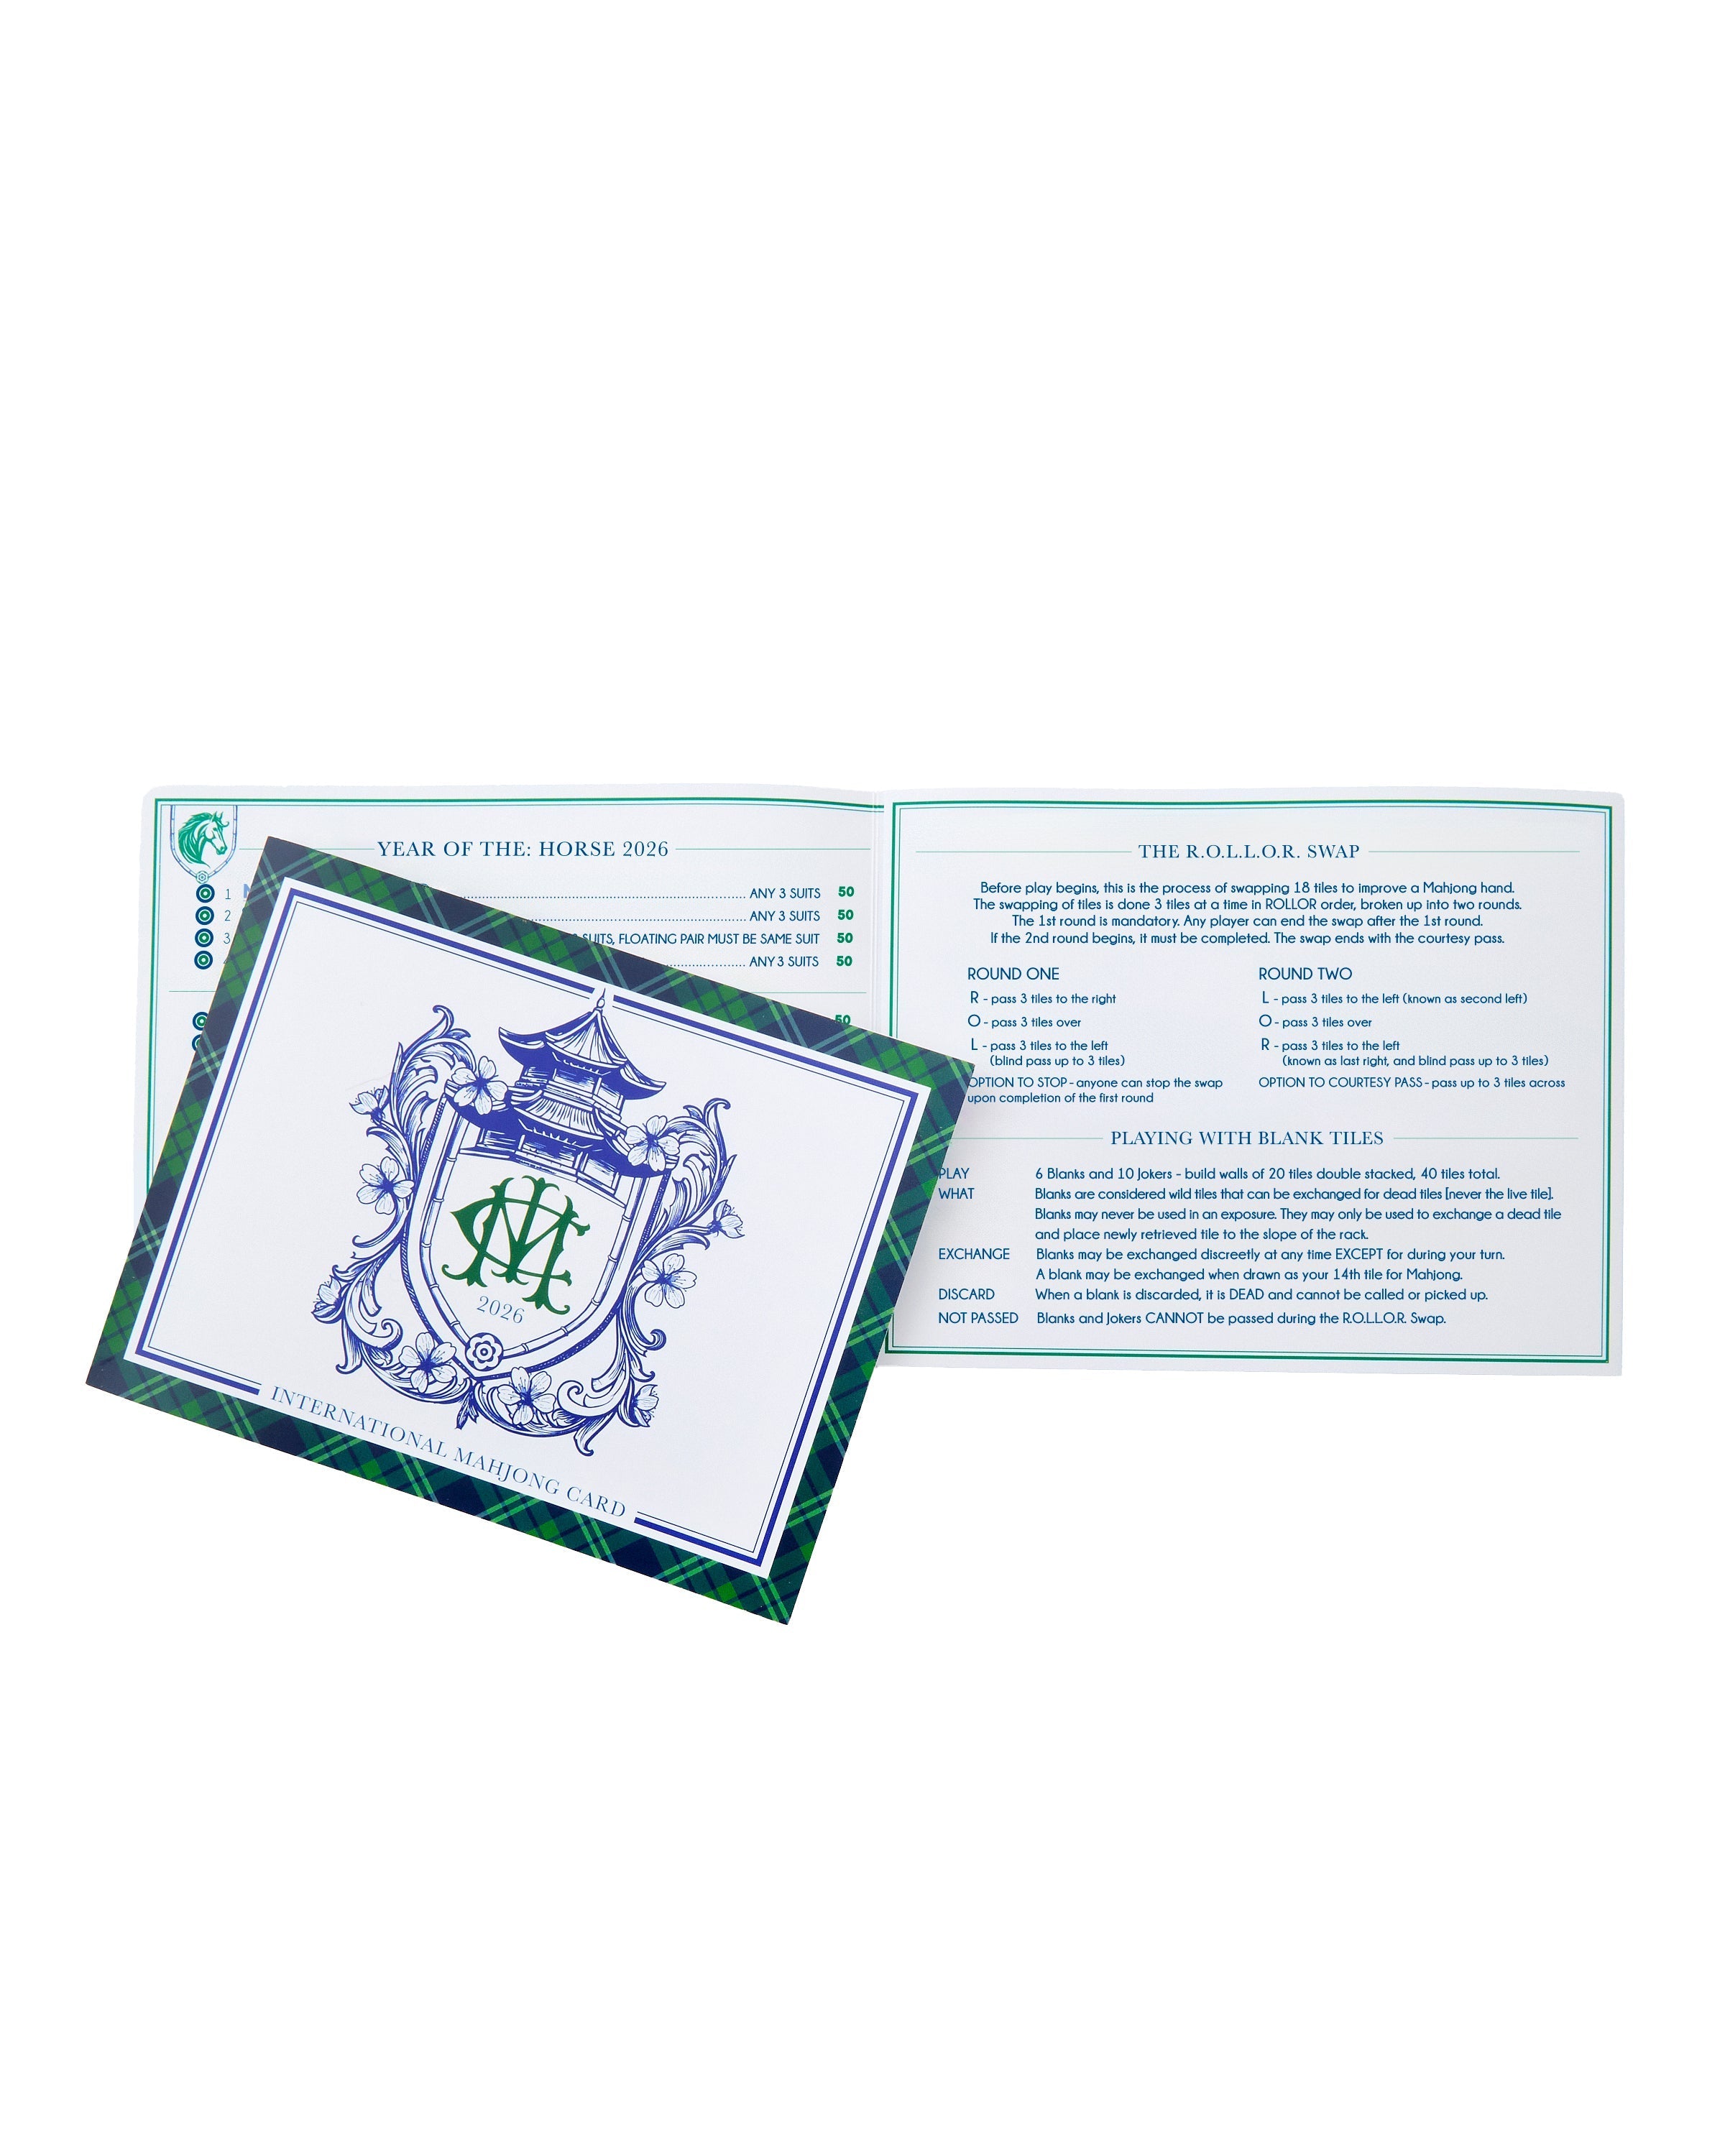 YEAR OF THE: HORSE 2026
1 ANY 3 SUITS 50
2 ANY 3 SUITS 50
3 SUITS, FLOATING PAIR MUST BE SAME SUIT 50
ANY 3 SUITS 50
50
THE R.O.L.L.O.R. SWAP
Before play begins, this is the process of swapping 18 tiles to improve a Mahjong hand.
The swapping of tiles is done 3 tiles at a time in ROLLOR order, broken up into two rounds.
The 1st round is mandatory. Any player can end the swap after the 1st round.
If the 2nd round begins, it must be completed. The swap ends with the courtesy pass.
ROUND ONE
R - pass 3 tiles to the right
O - pass 3 tiles over
L - pass 3 tiles to the left
(blind pass up to 3 tiles)
OPTION TO STOP - anyone can stop the swap
upon completion of the first round
ROUND TWO
L - pass 3 tiles to the left (known as second left)
O - pass 3 tiles over
R - pass 3 tiles to the left
(known as last right, and blind pass up to 3 tiles)
OPTION TO COURTESY PASS - pass up to 3 tiles across
PLAYING WITH BLANK TILES
PLAY 6 Blanks and 10 Jokers - build walls of 20 tiles double stacked, 40 tiles total.
WHAT Blanks are considered wild tiles that can be exchanged for dead tiles [never the live tile].
Blanks may never be used in an exposure. They may only be used to exchange a dead tile
and place newly retrieved tile to the slope of the rack.
EXCHANGE Blanks may be exchanged discreetly at any time EXCEPT for during your turn.
A blank may be exchanged when drawn as your 14th tile for Mahjong.
DISCARD When a blank is discarded, it is DEAD and cannot be called or picked up.
NOT PASSED Blanks and Jokers CANNOT be passed during the R.O.L.L.O.R. Swap.
2026
INTERNATIONAL MAHJONG CARD